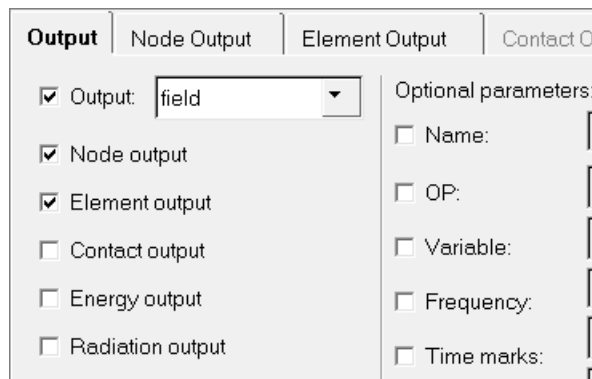 Output Node Output Element Output Contact
Output: field
Node output
Element output
Contact output
Energy output
Radiation output
Optional parameters:
Name:
OP:
Variable:
Frequency:
Time marks: